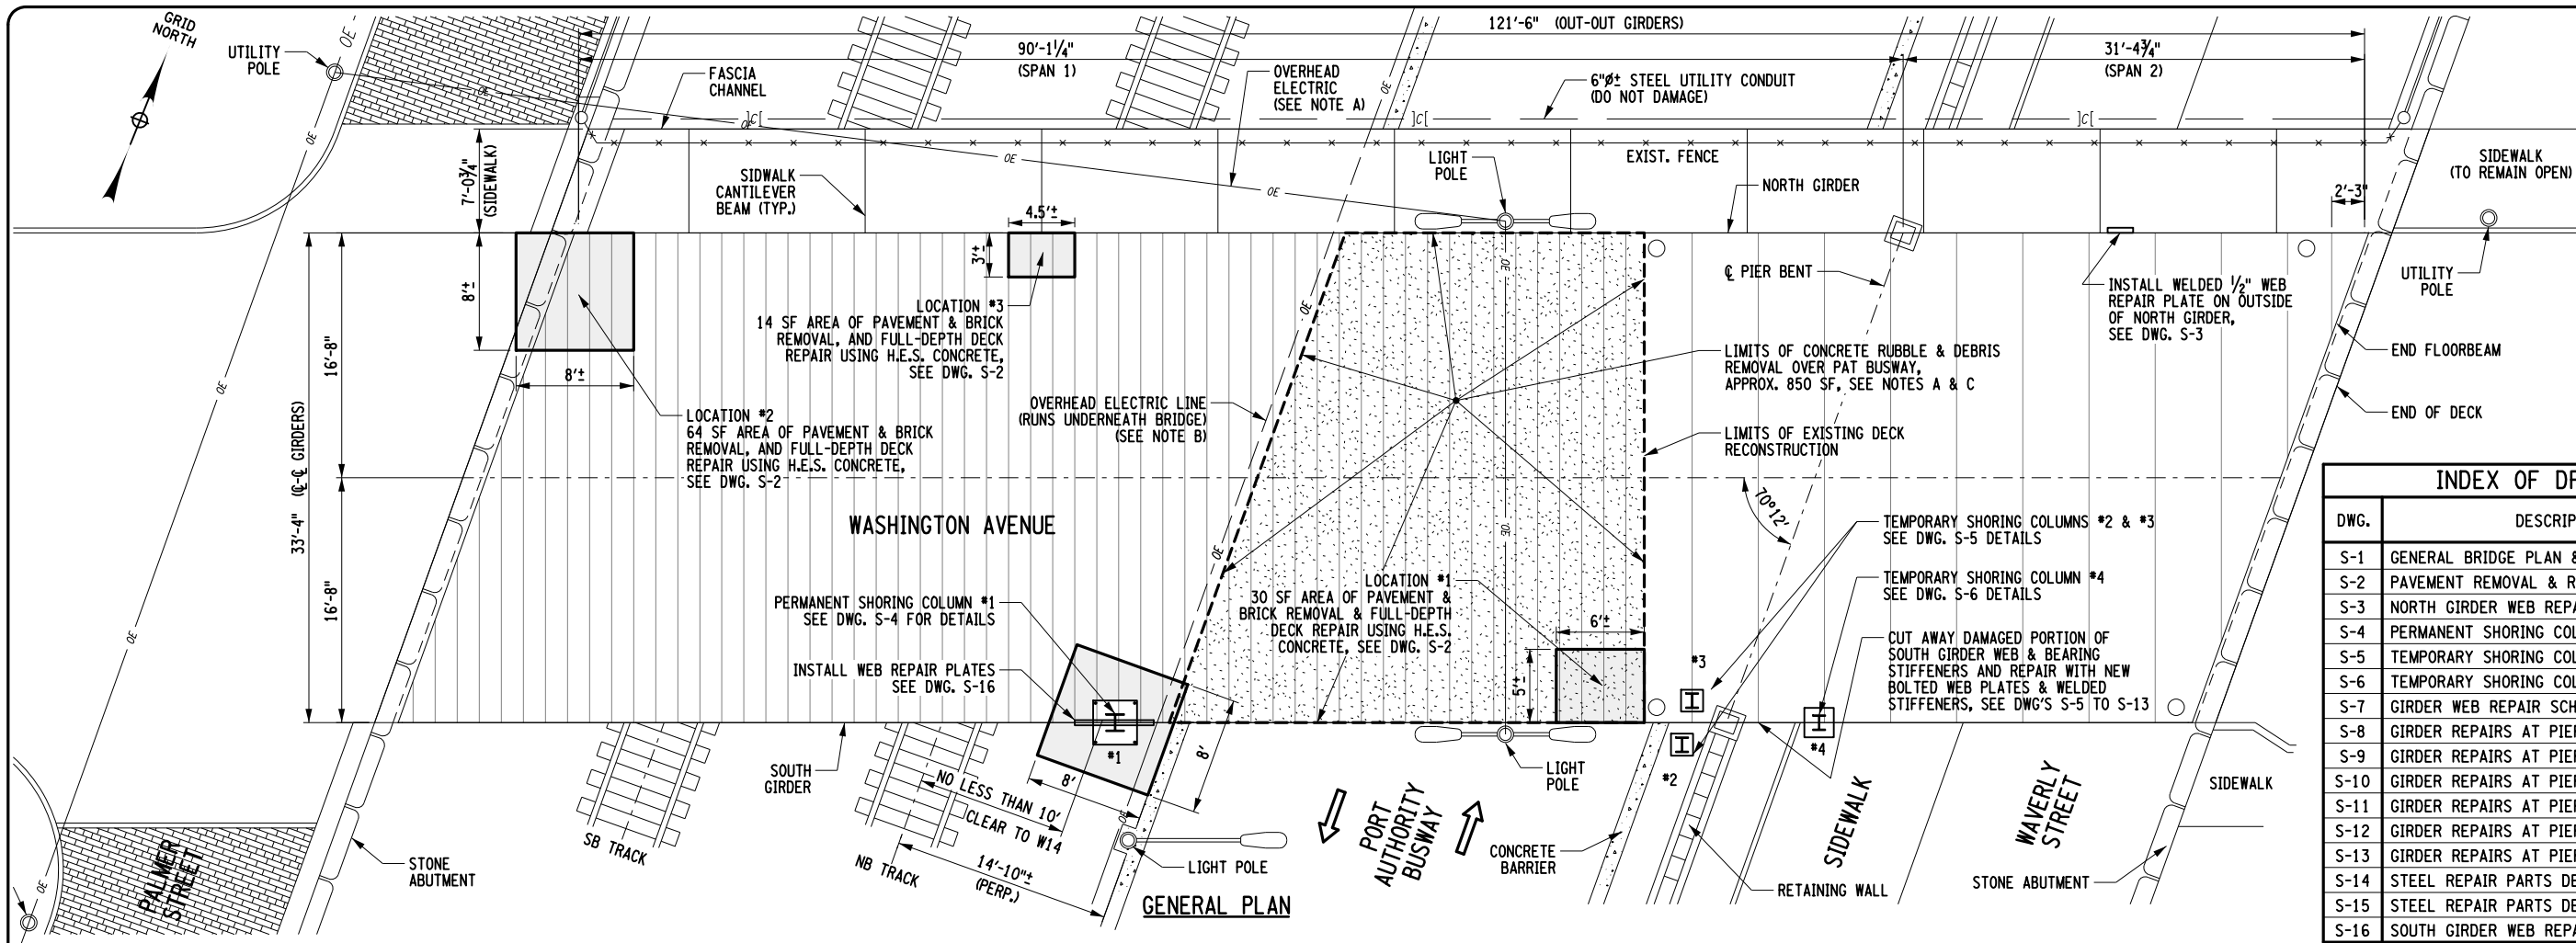 GRID
NORTH
UTILITY
POLE
OE
121'-6" (OUT-OUT GIRDERS)
90'-1¼"
(SPAN 1)
31'-4¾"
(SPAN 2)
FASCIA
CHANNEL
OVERHEAD
ELECTRIC
(SEE NOTE A)
6"Ø± STEEL UTILITY CONDUIT
(DO NOT DAMAGE)
OE
OE
]C[
OE
]C[
]C[
OE
7'-0¾"
(SIDEWALK)
SIDWALK
CANTILEVER
BEAM (TYP.)
OE
OE
OE
LIGHT
POLE
EXIST. FENCE
NORTH GIRDER
SIDEWALK
(TO REMAIN OPEN)
2'-3"
4.5'±
3'±
8'±
8'±
LOCATION #3
14 SF AREA OF PAVEMENT & BRICK
REMOVAL, AND FULL-DEPTH DECK
REPAIR USING H.E.S. CONCRETE,
SEE DWG. S-2
OE
OE
℄ PIER BENT
INSTALL WELDED ½" WEB
REPAIR PLATE ON OUTSIDE
OF NORTH GIRDER,
SEE DWG. S-3
UTILITY
POLE
END FLOORBEAM
END OF DECK
16'-8"
33'-4" (℄-℄ GIRDERS)
16'-8"
OE
LOCATION #2
64 SF AREA OF PAVEMENT & BRICK
REMOVAL, AND FULL-DEPTH DECK
REPAIR USING H.E.S. CONCRETE,
SEE DWG. S-2
OVERHEAD ELECTRIC LINE
(RUNS UNDERNEATH BRIDGE)
(SEE NOTE B)
LIMITS OF CONCRETE RUBBLE & DEBRIS
REMOVAL OVER PAT BUSWAY,
APPROX. 850 SF, SEE NOTES A & C
LIMITS OF EXISTING DECK
RECONSTRUCTION
WASHINGTON AVENUE
OE
OE
70°12'
TEMPORARY SHORING COLUMNS #2 & #3
SEE DWG. S-5 DETAILS
TEMPORARY SHORING COLUMN #4
SEE DWG. S-6 DETAILS
CUT AWAY DAMAGED PORTION OF
SOUTH GIRDER WEB & BEARING
STIFFENERS AND REPAIR WITH NEW
BOLTED WEB PLATES & WELDED
STIFFENERS, SEE DWG'S S-5 TO S-13
PERMANENT SHORING COLUMN #1
SEE DWG. S-4 FOR DETAILS
INSTALL WEB REPAIR PLATES
SEE DWG. S-16
LOCATION #1
30 SF AREA OF PAVEMENT &
BRICK REMOVAL & FULL-DEPTH
DECK REPAIR USING H.E.S.
CONCRETE, SEE DWG. S-2
6'±
5'±
#3
#2
#4
#1
OE
SOUTH
GIRDER
8'
8'
NO LESS THAN 10'
CLEAR TO W14
OE
LIGHT
POLE
PORT
AUTHORITY
BUSWAY
CONCRETE
BARRIER
SIDEWALK
WAVERLY
STREET
SIDEWALK
STONE ABUTMENT
RETAINING WALL
PALMER
STREET
OE
STONE
ABUTMENT
SB TRACK
NB TRACK
14'-10"±
(PERP.)
LIGHT POLE
GENERAL PLAN
INDEX OF
DWG.
S-1 GENERAL BRIDGE PLAN &
S-2 PAVEMENT REMOVAL &
S-3 NORTH GIRDER WEB
S-4 PERMANENT SHORING
S-5 TEMPORARY SHORING
S-6 TEMPORARY SHORING
S-7 GIRDER WEB REPAIR
S-8 GIRDER REPAIRS AT
S-9 GIRDER REPAIRS AT
S-10 GIRDER REPAIRS AT
S-11 GIRDER REPAIRS AT
S-12 GIRDER REPAIRS AT
S-13 GIRDER REPAIRS AT
S-14 STEEL REPAIR PARTS
S-15 STEEL REPAIR PARTS
S-16 SOUTH GIRDER WEB